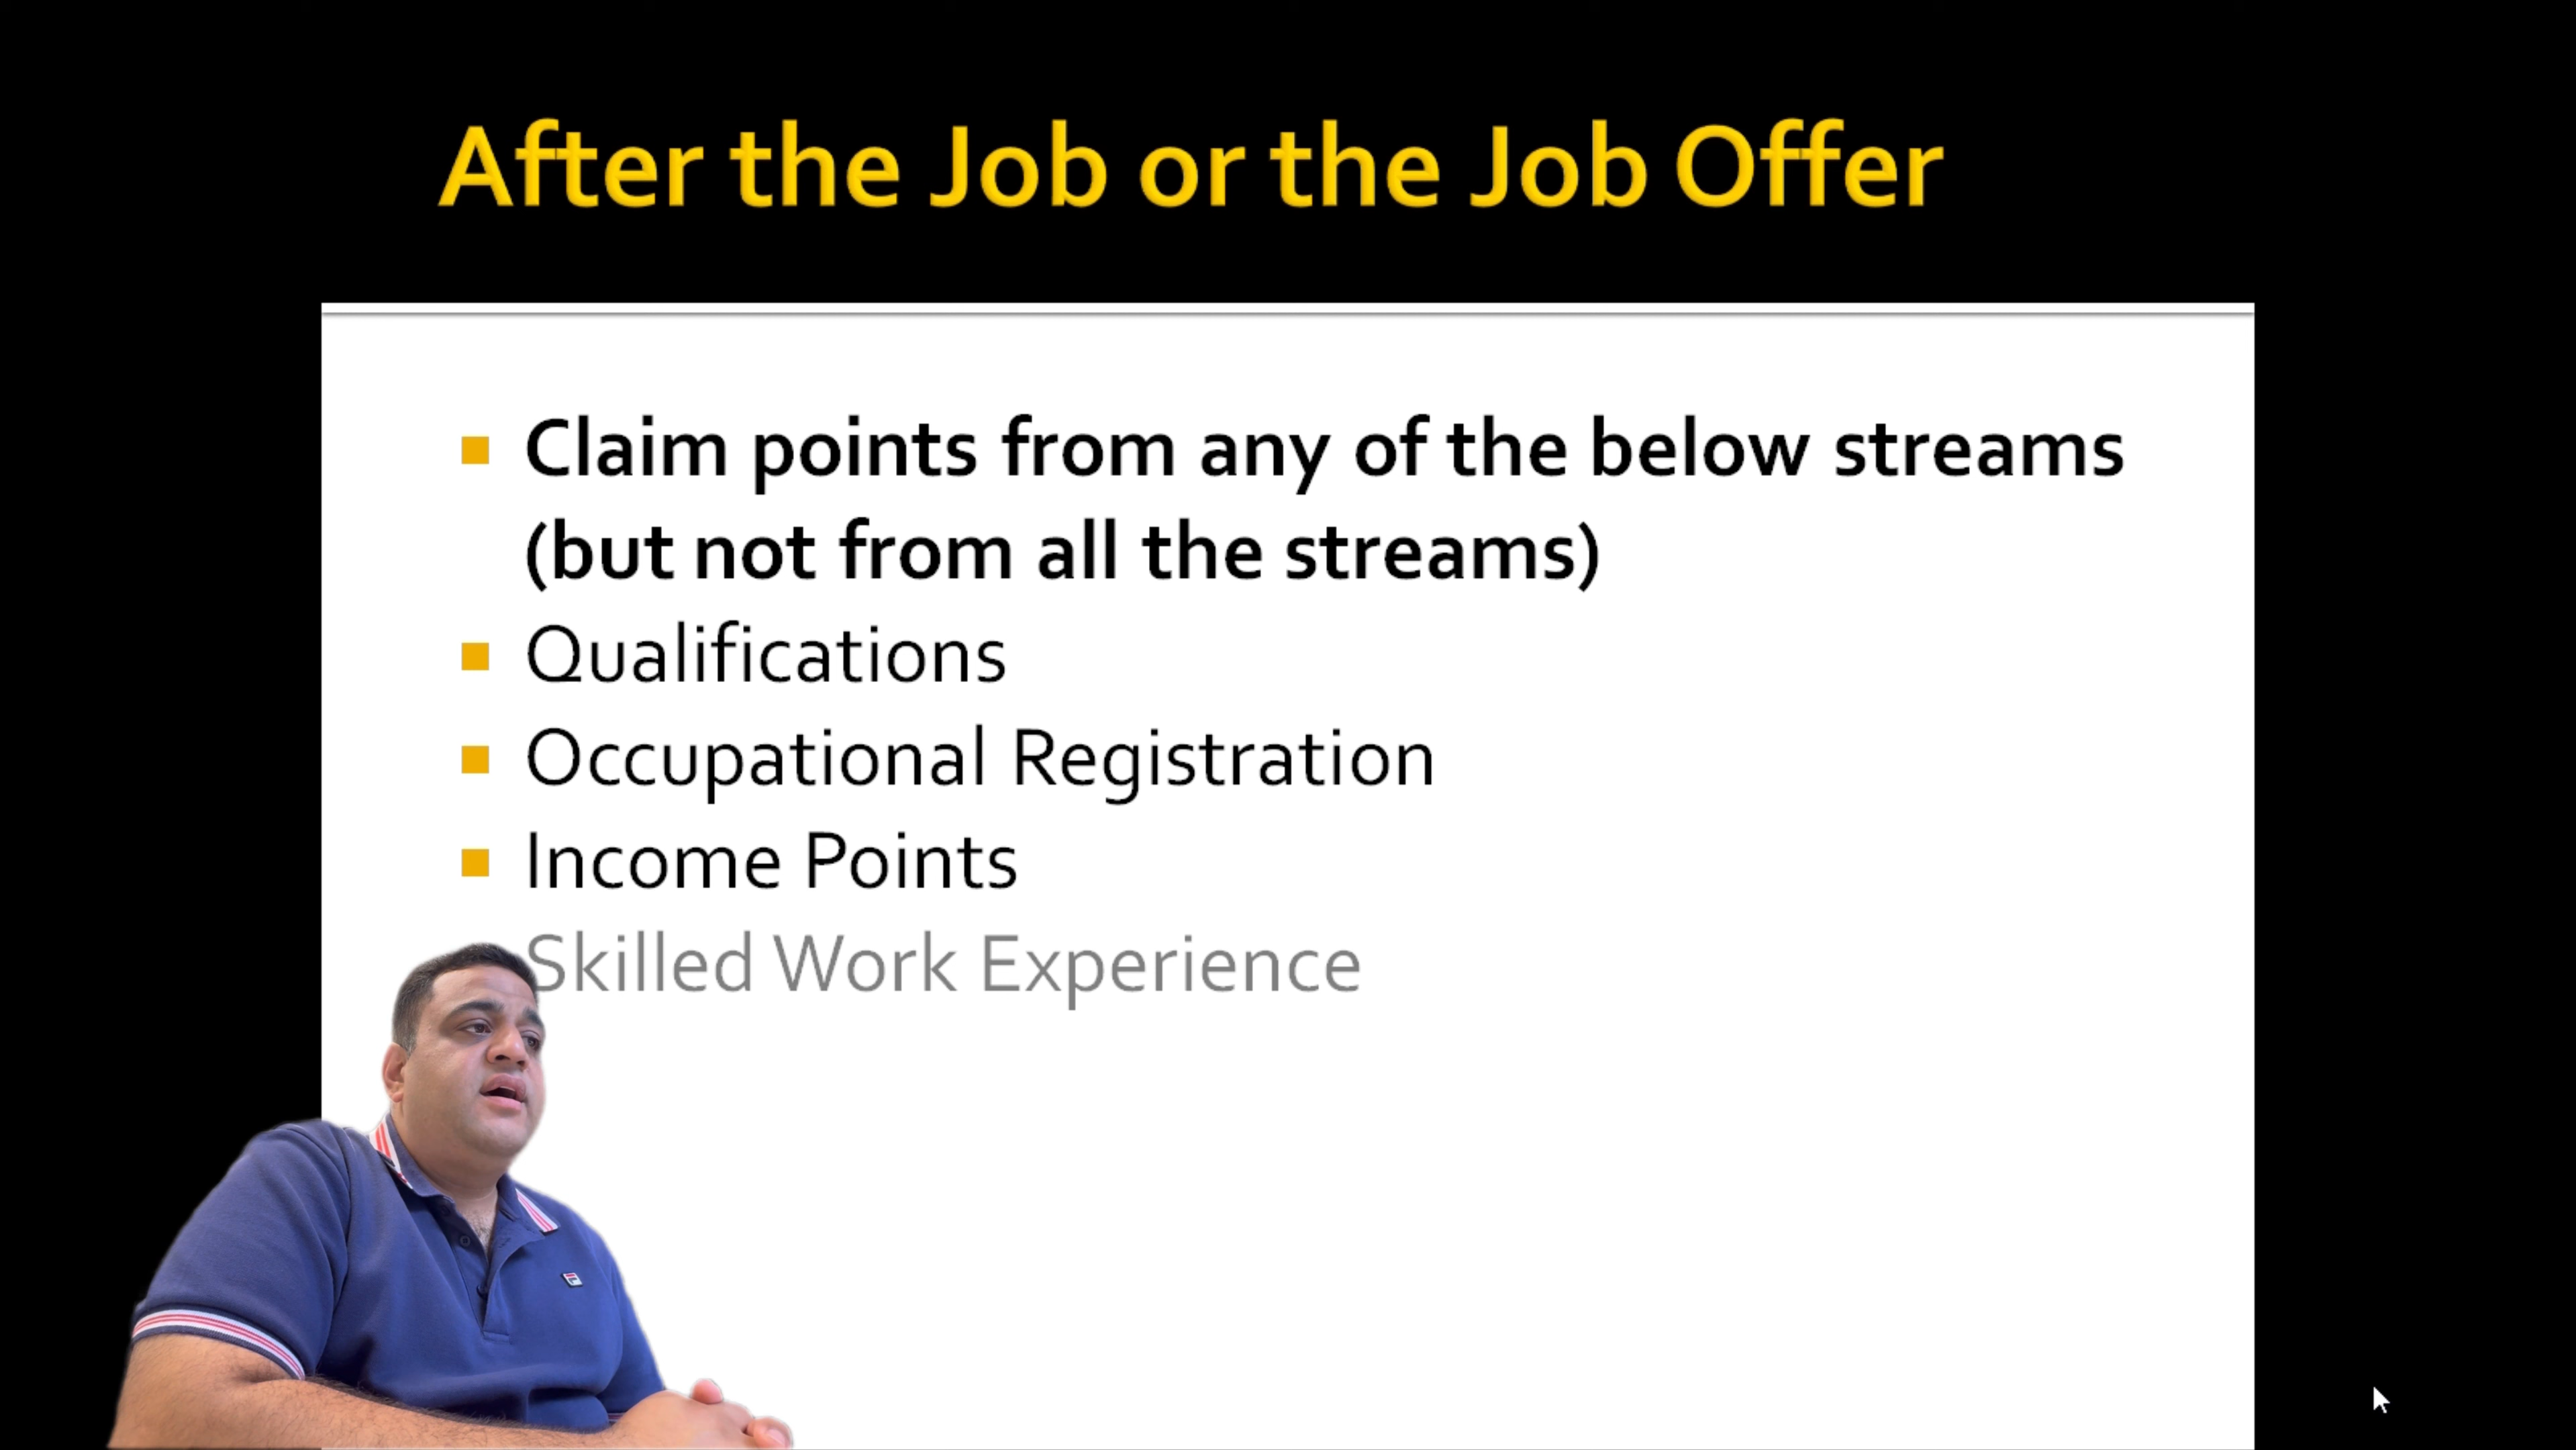 After the Job or the Job Offer
Claim points from any of the below streams
(but not from all the streams)
Qualifications
Occupational Registration
Income Points
Skilled Work Experience